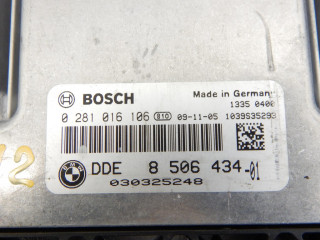 BOSCH
Made in Germany
1335 0400
0 281 016 106 810 09-11-05 1039S35293
DDE 8 506 434-01
030325248